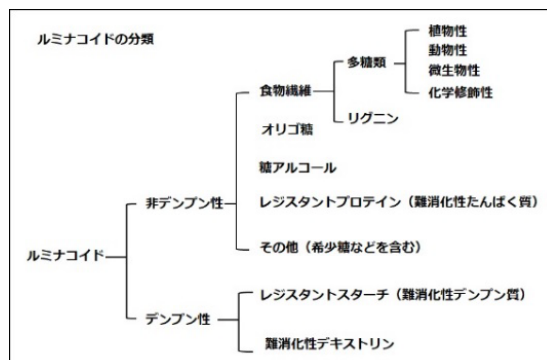 ルミナコイドの分類
植物性
動物性
多糖類
微生物性
食物繊維
化学修飾性
リグニン
オリゴ糖
糖アルコール
非デンプン性
レジスタントプロテイン（難消化性たんぱく質）
その他（希少糖などを含む）
ルミナコイド
レジスタントスターチ（難消化性デンプン質）
デンプン性
難消化性デキストリン